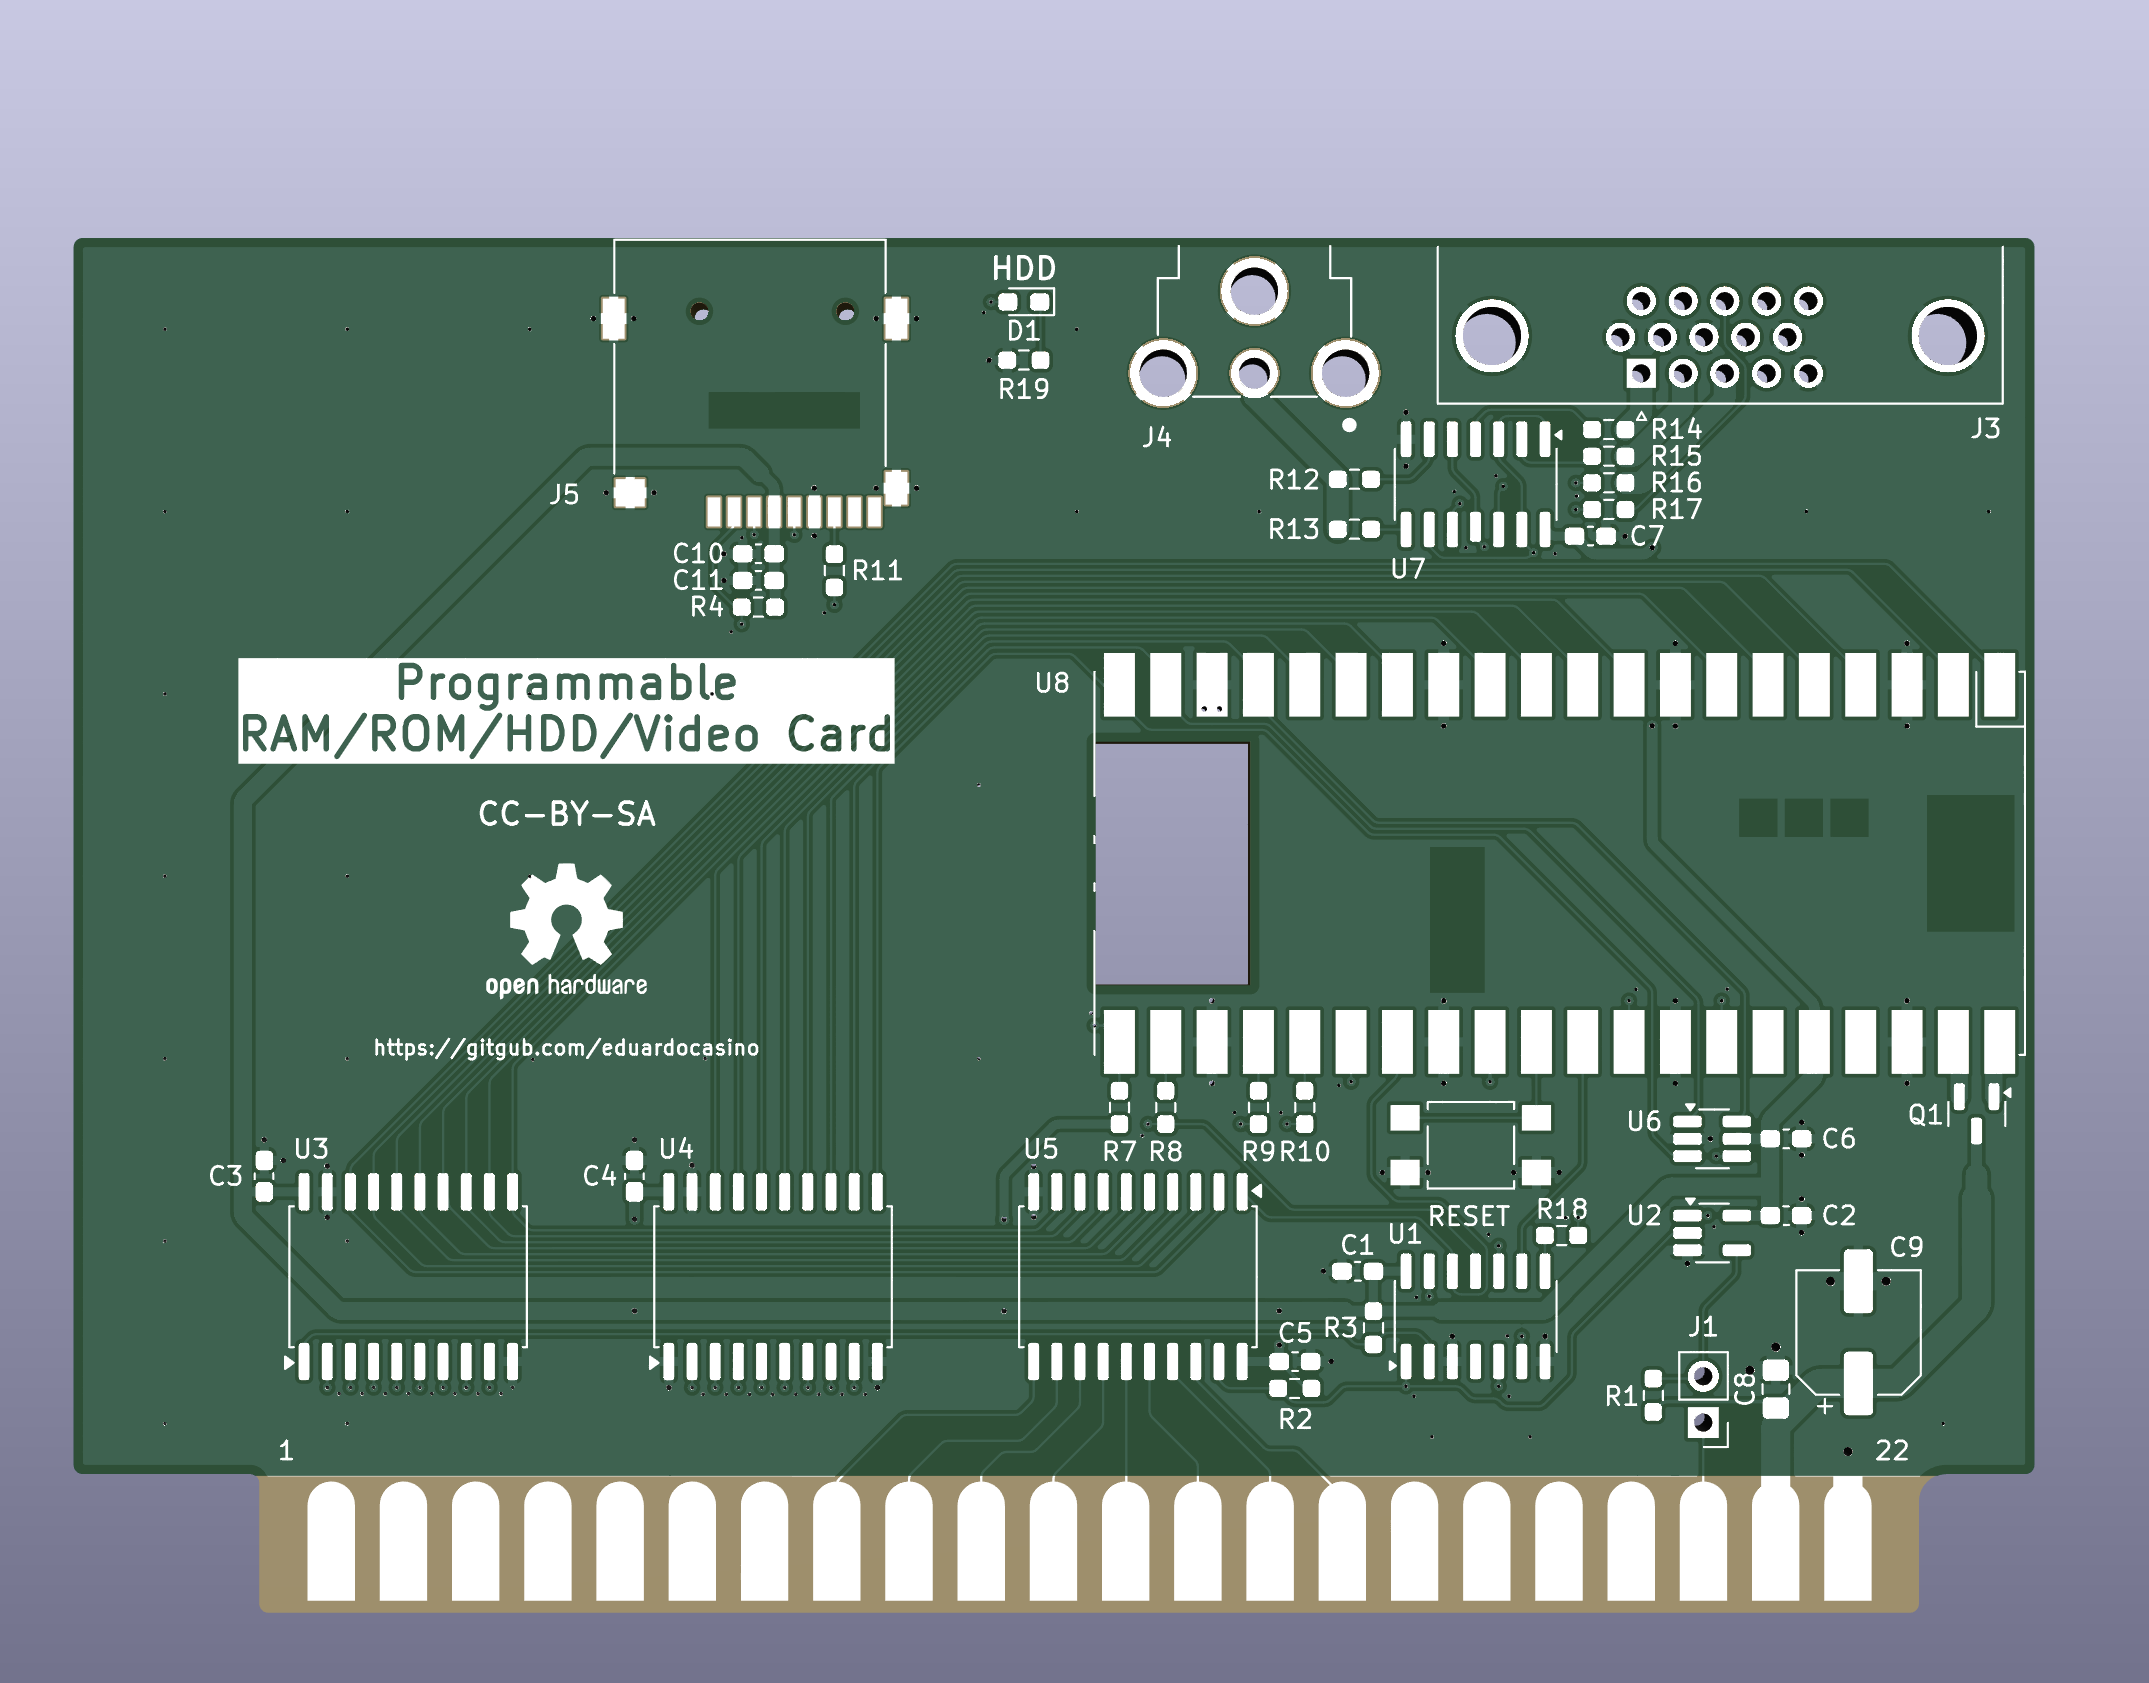 HDD
D1
R19
J4
J3
J5
R14
R15
R16
R17
R12
R13
C7
U7
C10
C11
R4
R11
Programmable
RAM/ROM/HDD/Video Card
U8
CC-BY-SA
open hardware
https://gitgub.com/eduardocasino
U3
U4
U5
C3
C4
R7
R8
R9
R10
U6
C6
Q1
RESET
R18
U2
C2
U1
C1
C9
R3
C5
J1
R2
R1
C8
+
1
22